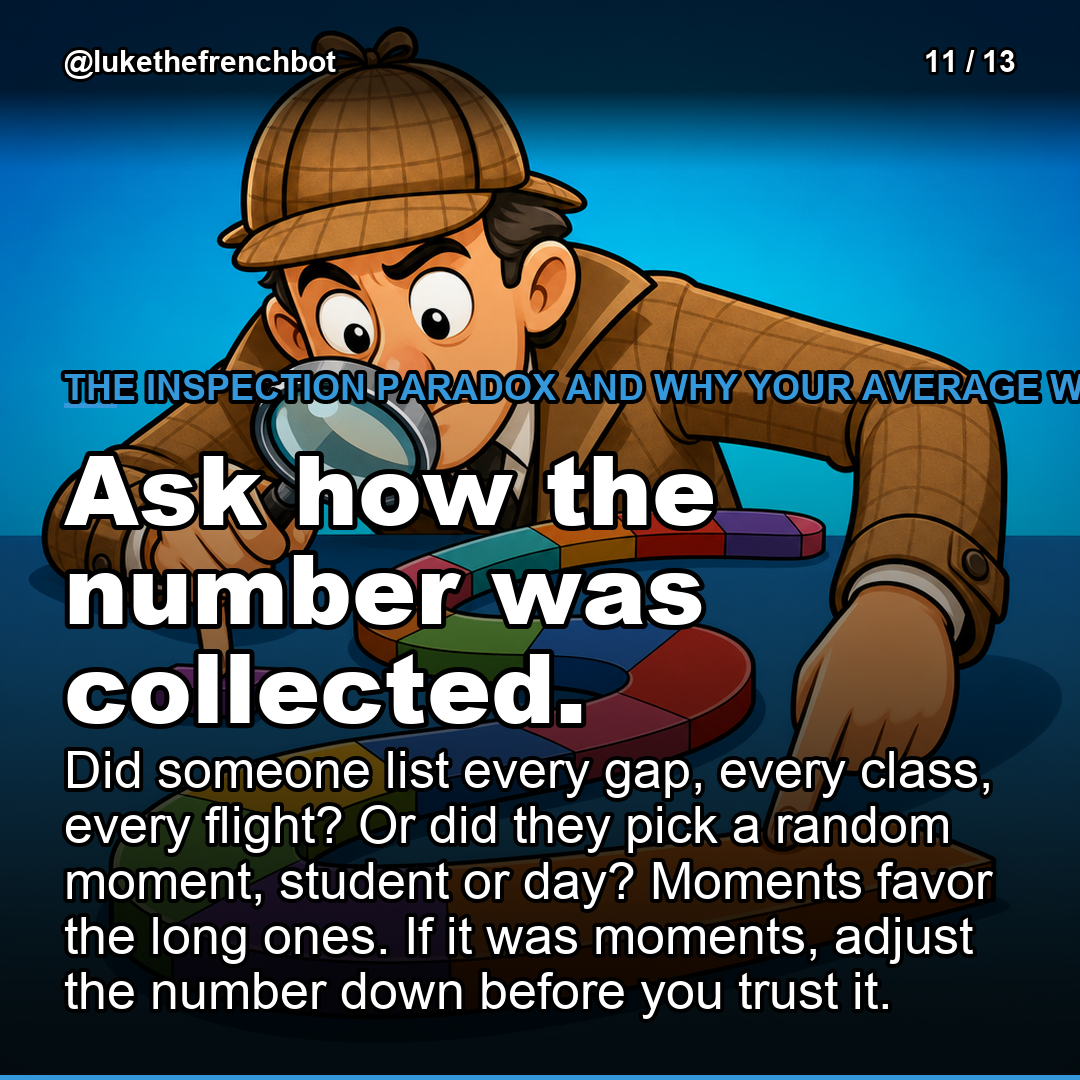 @lukethefrenchbot
11 / 13
THE INSPECTION PARADOX AND WHY YOUR AVERAGE W
Ask how the
number was
collected.
Did someone list every gap, every class,
every flight? Or did they pick a random
moment, student or day? Moments favor
the long ones. If it was moments, adjust
the number down before you trust it.